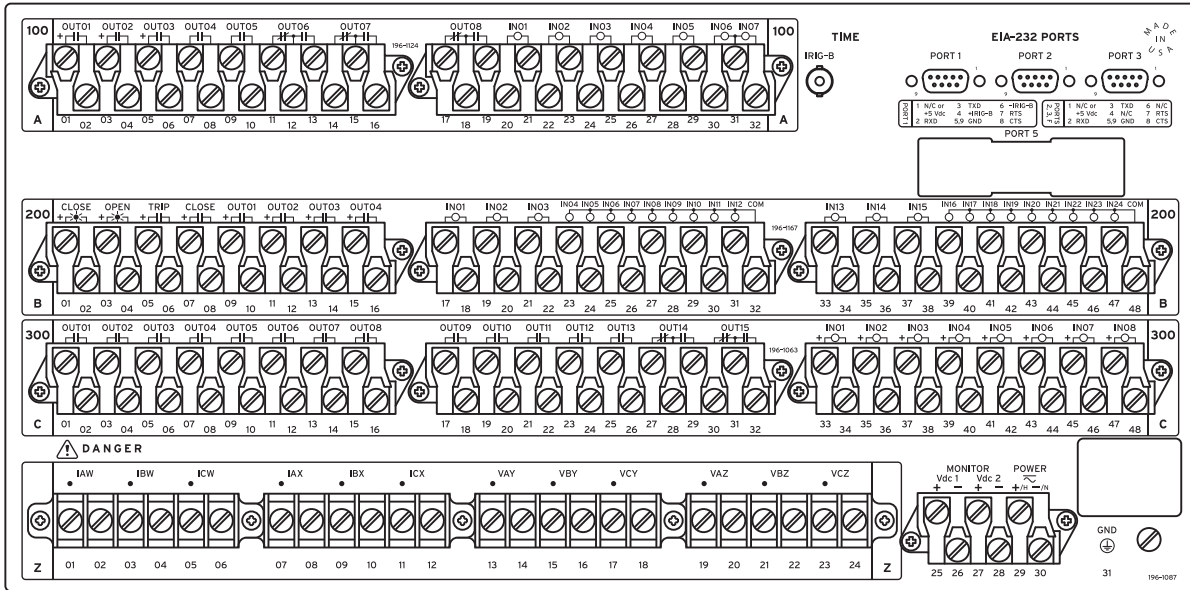 100 OUT01 OUT02 OUT03 OUT04 OUT05 OUT06 OUT07 OUT08 IN01 IN02 IN03 IN04 IN05 IN06 IN07 100
196-1124
A 01 02 03 04 05 06 07 08 09 10 11 12 13 14 15 16 17 18 19 20 21 22 23 24 25 26 27 28 29 30 31 32 A
TIME
IRIG-B
EIA-232 PORTS
MADE IN USA
PORT 1 PORT 2 PORT 3
9 1 9 1 9 1
PORT 1
1 N/C or 3 TXD 6 -IRIG-B
+5 Vdc 4 +IRIG-B 7 RTS
2 RXD 5,9 GND 8 CTS
PORTS 2, 3, F
1 N/C or 3 TXD 6 N/C
+5 Vdc 4 N/C 7 RTS
2 RXD 5,9 GND 8 CTS
PORT 5
200 CLOSE OPEN TRIP CLOSE OUT01 OUT02 OUT03 OUT04 IN01 IN02 IN03 IN04 IN05 IN06 IN07 IN08 IN09 IN10 IN11 IN12 COM IN13 IN14 IN15 IN16 IN17 IN18 IN19 IN20 IN21 IN22 IN23 IN24 COM 200
+ + + + + + + +
196-1167
B 01 02 03 04 05 06 07 08 09 10 11 12 13 14 15 16 17 18 19 20 21 22 23 24 25 26 27 28 29 30 31 32 33 34 35 36 37 38 39 40 41 42 43 44 45 46 47 48 B
300 OUT01 OUT02 OUT03 OUT04 OUT05 OUT06 OUT07 OUT08 OUT09 OUT10 OUT11 OUT12 OUT13 OUT14 OUT15 IN01 IN02 IN03 IN04 IN05 IN06 IN07 IN08 300
+ + + + + + + +
196-1063
C 01 02 03 04 05 06 07 08 09 10 11 12 13 14 15 16 17 18 19 20 21 22 23 24 25 26 27 28 29 30 31 32 33 34 35 36 37 38 39 40 41 42 43 44 45 46 47 48 C
DANGER
IAW IBW ICW IAX IBX ICX VAY VBY VCY VAZ VBZ VCZ
Z 01 02 03 04 05 06 07 08 09 10 11 12 13 14 15 16 17 18 19 20 21 22 23 24 Z
MONITOR POWER
Vdc 1 Vdc 2
+ − + − +/H −/N
25 26 27 28 29 30
GND
31
196-1087